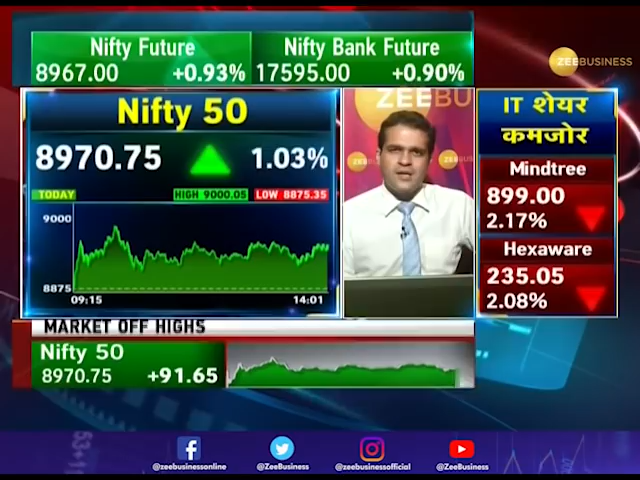 Nifty Future
8967.00 +0.93%
Nifty Bank Future
17595.00 +0.90%
ZEEBUSINESS
Nifty 50
8970.75 1.03%
TODAY HIGH 9000.05 LOW 8875.35
9000
8875
09:15 14:01
ZEEBU
ZEEBUSINESS
IT शेयर
कमजोर
Mindtree
899.00
2.17%
Hexaware
235.05
2.08%
MARKET OFF HIGHS
Nifty 50
8970.75 +91.65
@zeebusinessonline
@ZeeBusiness
@zeebusinessofficial
@ZeeBusiness